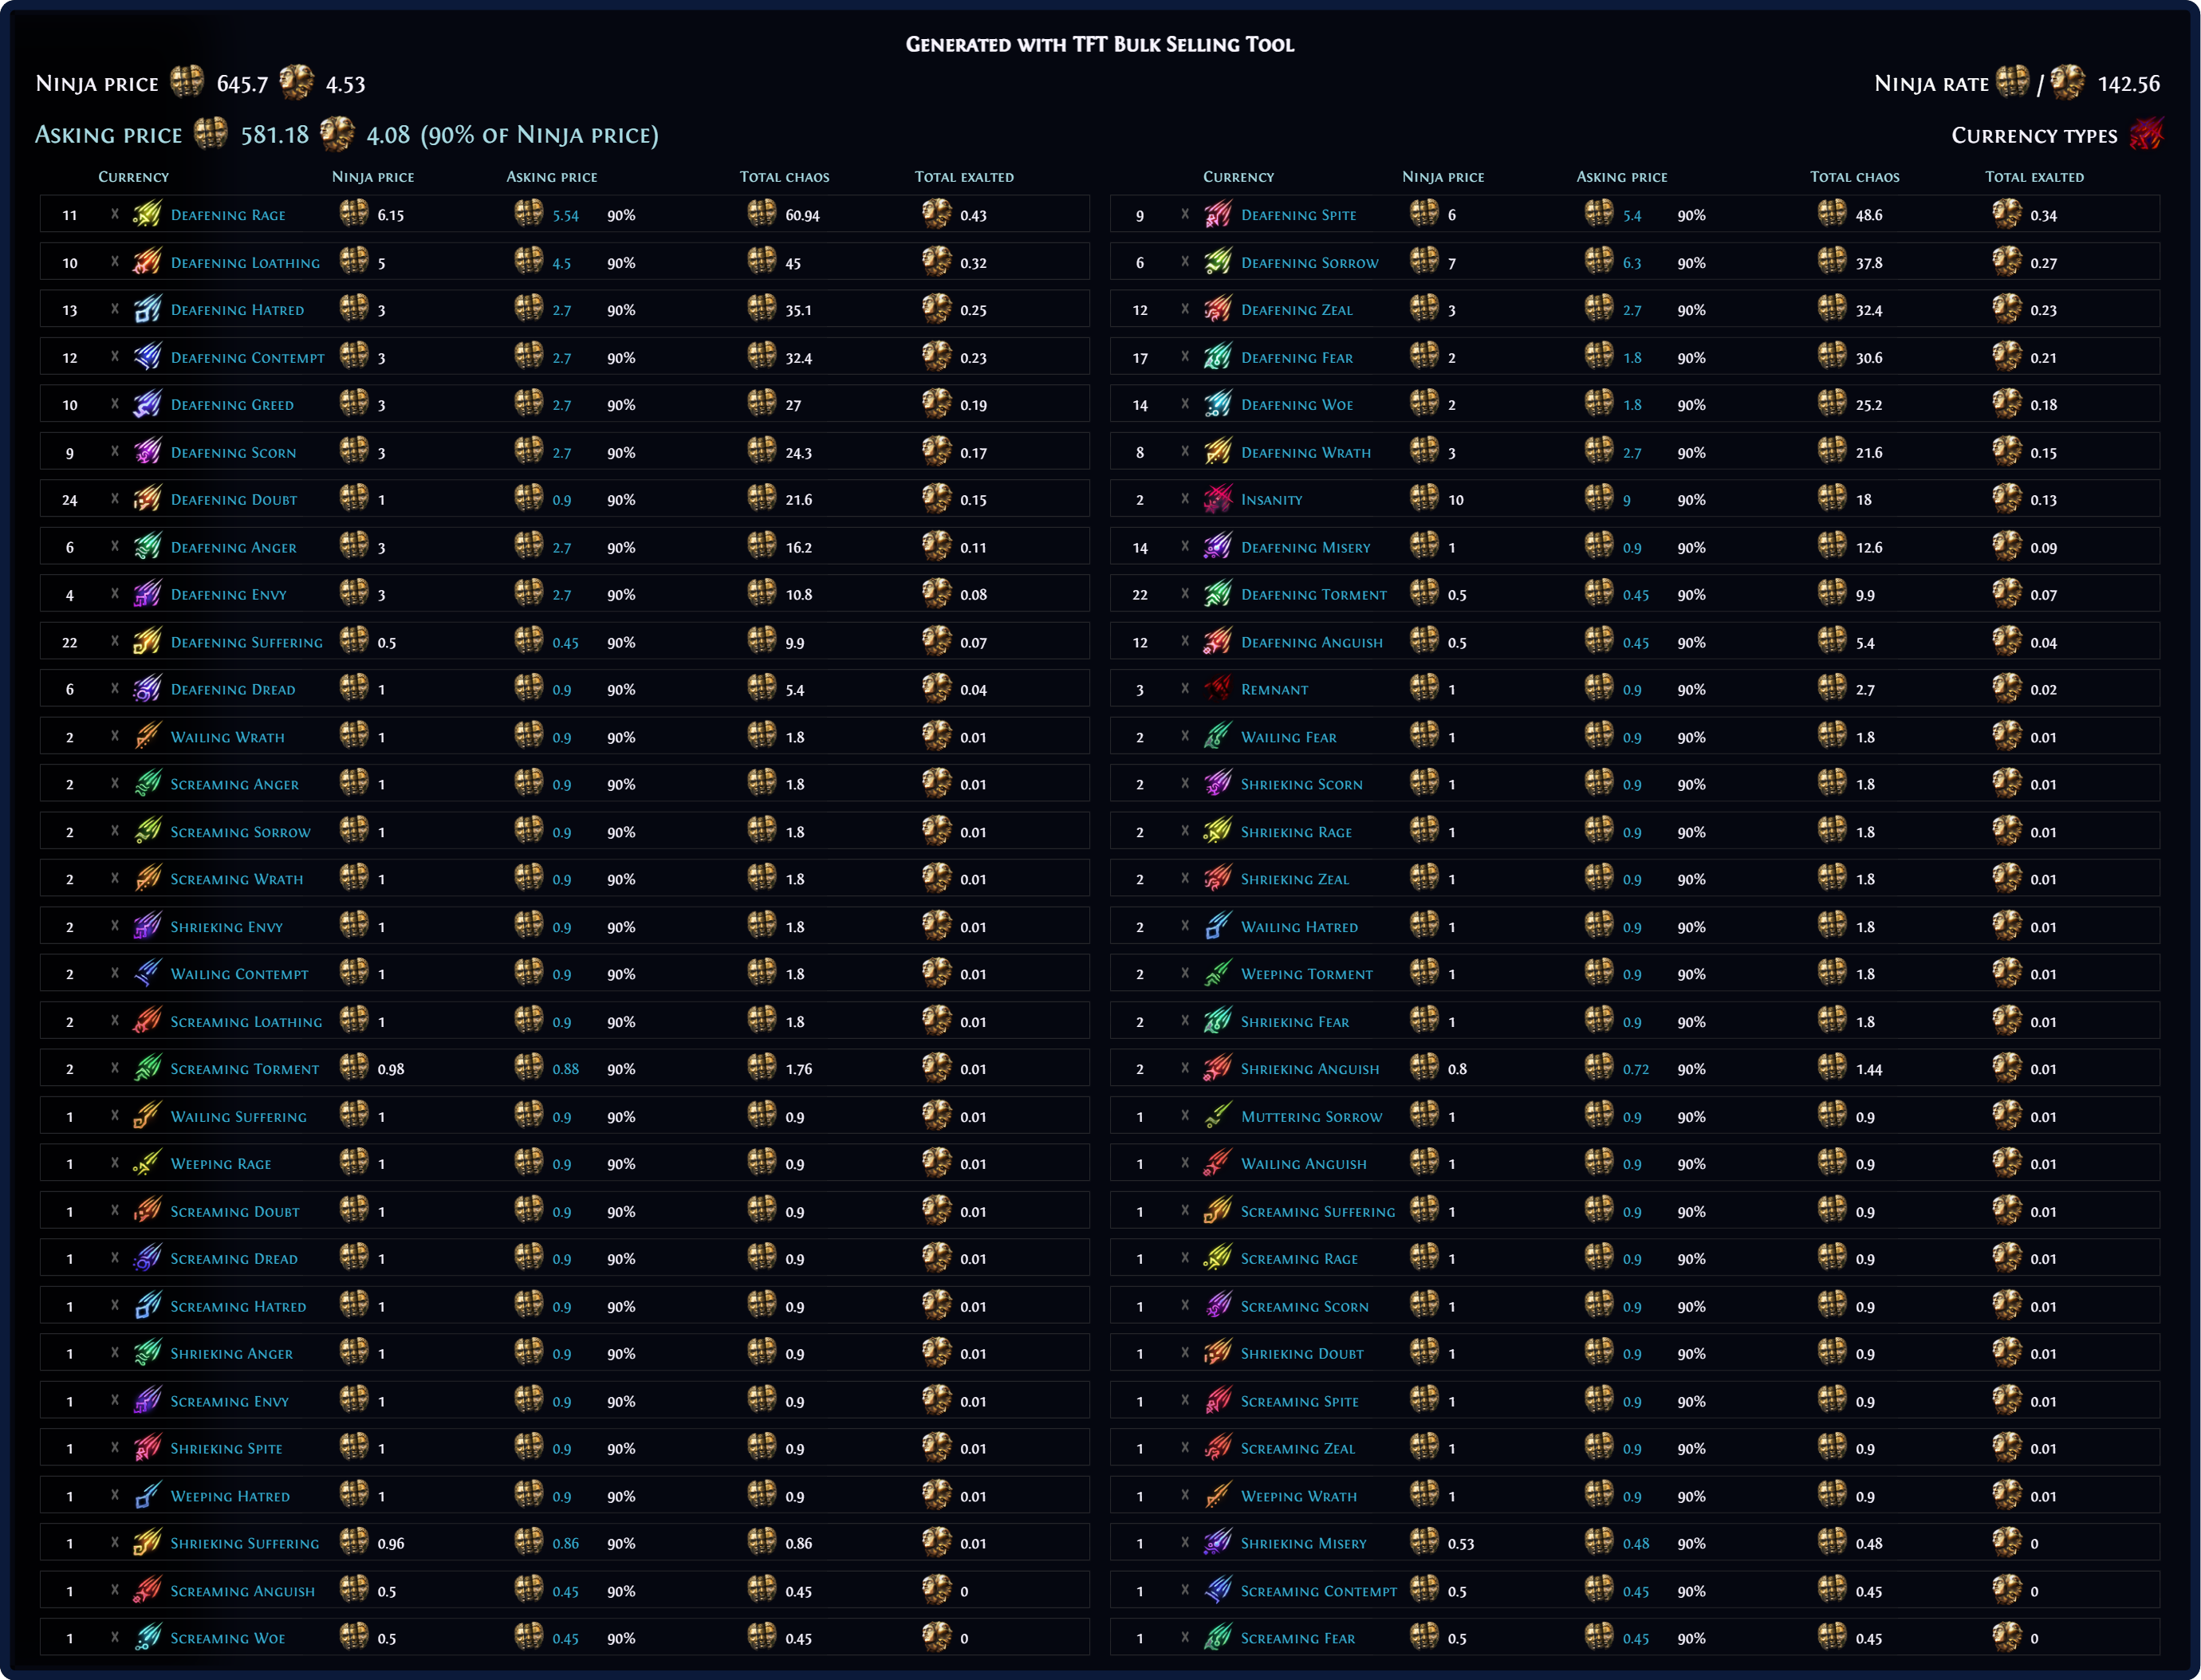 Generated with TFT Bulk Selling Tool
Ninja price 645.7 4.53 Ninja rate / 142.56
Asking price 581.18 4.08 (90% of Ninja price) Currency types
Currency Ninja price Asking price Total chaos Total exalted Currency Ninja price Asking price Total chaos Total exalted
11 x Deafening Rage 6.15 5.54 90% 60.94 0.43 9 x Deafening Spite 6 5.4 90% 48.6 0.34
10 x Deafening Loathing 5 4.5 90% 45 0.32 6 x Deafening Sorrow 7 6.3 90% 37.8 0.27
13 x Deafening Hatred 3 2.7 90% 35.1 0.25 12 x Deafening Zeal 3 2.7 90% 32.4 0.23
12 x Deafening Contempt 3 2.7 90% 32.4 0.23 17 x Deafening Fear 2 1.8 90% 30.6 0.21
10 x Deafening Greed 3 2.7 90% 27 0.19 14 x Deafening Woe 2 1.8 90% 25.2 0.18
9 x Deafening Scorn 3 2.7 90% 24.3 0.17 8 x Deafening Wrath 3 2.7 90% 21.6 0.15
24 x Deafening Doubt 1 0.9 90% 21.6 0.15 2 x Insanity 10 9 90% 18 0.13
6 x Deafening Anger 3 2.7 90% 16.2 0.11 14 x Deafening Misery 1 0.9 90% 12.6 0.09
4 x Deafening Envy 3 2.7 90% 10.8 0.08 22 x Deafening Torment 0.5 0.45 90% 9.9 0.07
22 x Deafening Suffering 0.5 0.45 90% 9.9 0.07 12 x Deafening Anguish 0.5 0.45 90% 5.4 0.04
6 x Deafening Dread 1 0.9 90% 5.4 0.04 3 x Remnant 1 0.9 90% 2.7 0.02
2 x Wailing Wrath 1 0.9 90% 1.8 0.01 2 x Wailing Fear 1 0.9 90% 1.8 0.01
2 x Screaming Anger 1 0.9 90% 1.8 0.01 2 x Shrieking Scorn 1 0.9 90% 1.8 0.01
2 x Screaming Sorrow 1 0.9 90% 1.8 0.01 2 x Shrieking Rage 1 0.9 90% 1.8 0.01
2 x Screaming Wrath 1 0.9 90% 1.8 0.01 2 x Shrieking Zeal 1 0.9 90% 1.8 0.01
2 x Shrieking Envy 1 0.9 90% 1.8 0.01 2 x Wailing Hatred 1 0.9 90% 1.8 0.01
2 x Wailing Contempt 1 0.9 90% 1.8 0.01 2 x Weeping Torment 1 0.9 90% 1.8 0.01
2 x Screaming Loathing 1 0.9 90% 1.8 0.01 2 x Shrieking Fear 1 0.9 90% 1.8 0.01
2 x Screaming Torment 0.98 0.88 90% 1.76 0.01 2 x Shrieking Anguish 0.8 0.72 90% 1.44 0.01
1 x Wailing Suffering 1 0.9 90% 0.9 0.01 1 x Muttering Sorrow 1 0.9 90% 0.9 0.01
1 x Weeping Rage 1 0.9 90% 0.9 0.01 1 x Wailing Anguish 1 0.9 90% 0.9 0.01
1 x Screaming Doubt 1 0.9 90% 0.9 0.01 1 x Screaming Suffering 1 0.9 90% 0.9 0.01
1 x Screaming Dread 1 0.9 90% 0.9 0.01 1 x Screaming Rage 1 0.9 90% 0.9 0.01
1 x Screaming Hatred 1 0.9 90% 0.9 0.01 1 x Screaming Scorn 1 0.9 90% 0.9 0.01
1 x Shrieking Anger 1 0.9 90% 0.9 0.01 1 x Shrieking Doubt 1 0.9 90% 0.9 0.01
1 x Screaming Envy 1 0.9 90% 0.9 0.01 1 x Screaming Spite 1 0.9 90% 0.9 0.01
1 x Shrieking Spite 1 0.9 90% 0.9 0.01 1 x Screaming Zeal 1 0.9 90% 0.9 0.01
1 x Weeping Hatred 1 0.9 90% 0.9 0.01 1 x Weeping Wrath 1 0.9 90% 0.9 0.01
1 x Shrieking Suffering 0.96 0.86 90% 0.86 0.01 1 x Shrieking Misery 0.53 0.48 90% 0.48 0
1 x Screaming Anguish 0.5 0.45 90% 0.45 0 1 x Screaming Contempt 0.5 0.45 90% 0.45 0
1 x Screaming Woe 0.5 0.45 90% 0.45 0 1 x Screaming Fear 0.5 0.45 90% 0.45 0